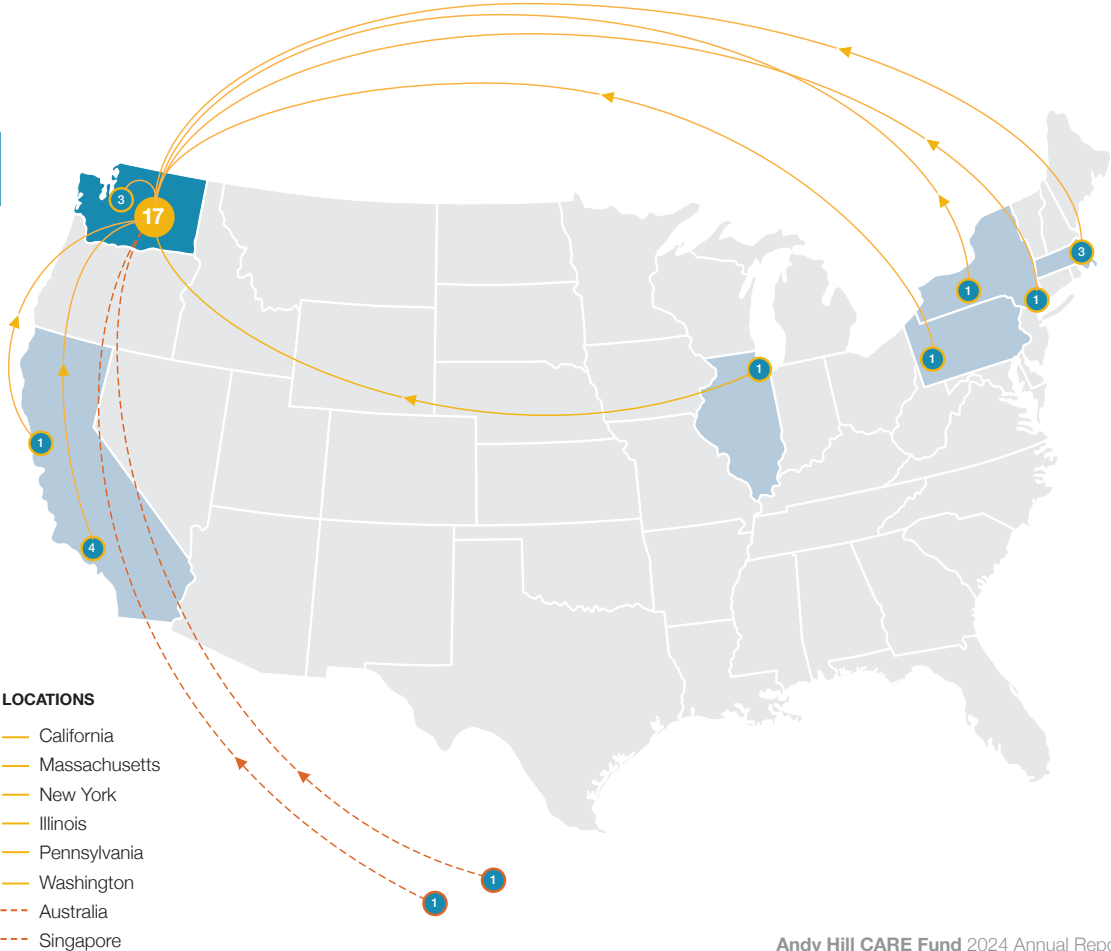 3
17
3
1
1
1
1
1
4
LOCATIONS
California
Massachusetts
New York
Illinois
Pennsylvania
Washington
Australia
Singapore
1
1
Andy Hill CARE Fund 2024 Annual Repo